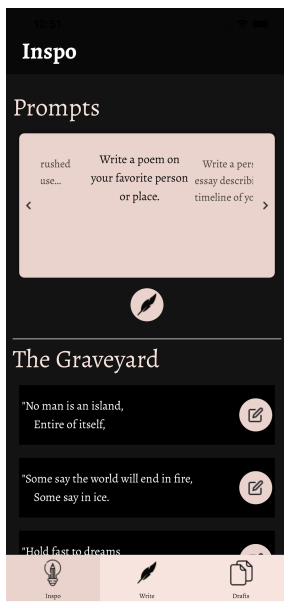 Inspo
Prompts
rushed
use...
Write a poem on
your favorite person
or place.
Write a pers
essay describi
timeline of yc
The Graveyard
"No man is an island,
Entire of itself,
"Some say the world will end in fire,
Some say in ice.
"Hold fast to dreams
Inspo
Write
Drafts